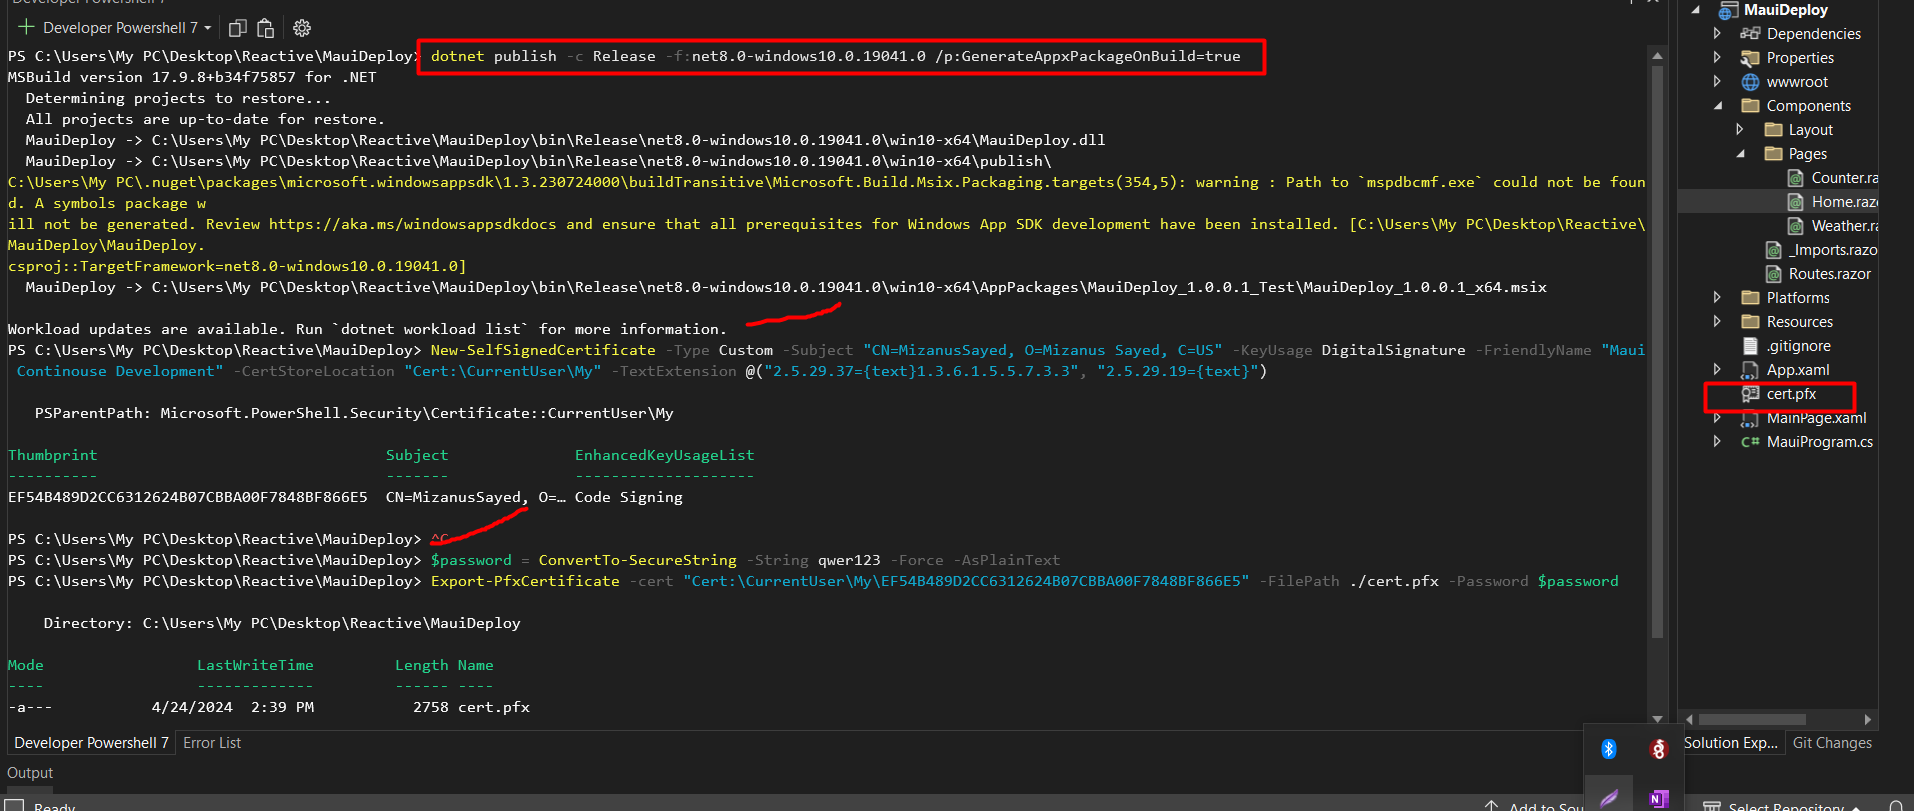 Developer Powershell 7
Developer Powershell 7
PS C:\Users\My PC\Desktop\Reactive\MauiDeploy> dotnet publish -c Release -f:net8.0-windows10.0.19041.0 /p:GenerateAppxPackageOnBuild=true
MSBuild version 17.9.8+b34f75857 for .NET
Determining projects to restore...
All projects are up-to-date for restore.
MauiDeploy -> C:\Users\My PC\Desktop\Reactive\MauiDeploy\bin\Release\net8.0-windows10.0.19041.0\win10-x64\MauiDeploy.dll
MauiDeploy -> C:\Users\My PC\Desktop\Reactive\MauiDeploy\bin\Release\net8.0-windows10.0.19041.0\win10-x64\publish\
C:\Users\My PC\.nuget\packages\microsoft.windowsappsdk\1.3.230724000\buildTransitive\Microsoft.Build.Msix.Packaging.targets(354,5): warning : Path to `mspdbcmf.exe` could not be foun
d. A symbols package w
ill not be generated. Review https://aka.ms/windowsappsdkdocs and ensure that all prerequisites for Windows App SDK development have been installed. [C:\Users\My PC\Desktop\Reactive\
MauiDeploy\MauiDeploy.
csproj::TargetFramework=net8.0-windows10.0.19041.0]
MauiDeploy -> C:\Users\My PC\Desktop\Reactive\MauiDeploy\bin\Release\net8.0-windows10.0.19041.0\win10-x64\AppPackages\MauiDeploy_1.0.0.1_Test\MauiDeploy_1.0.0.1_x64.msix
Workload updates are available. Run `dotnet workload list` for more information.
PS C:\Users\My PC\Desktop\Reactive\MauiDeploy> New-SelfSignedCertificate -Type Custom -Subject "CN=MizanusSayed, O=Mizanus Sayed, C=US" -KeyUsage DigitalSignature -FriendlyName "Maui
Continouse Development" -CertStoreLocation "Cert:\CurrentUser\My" -TextExtension @("2.5.29.37={text}1.3.6.1.5.5.7.3.3", "2.5.29.19={text}")
PSParentPath: Microsoft.PowerShell.Security\Certificate::CurrentUser\My
Thumbprint Subject EnhancedKeyUsageList
---------- ------- --------------------
EF54B489D2CC6312624B07CBBA00F7848BF866E5 CN=MizanusSayed, O=… Code Signing
PS C:\Users\My PC\Desktop\Reactive\MauiDeploy> ^C
PS C:\Users\My PC\Desktop\Reactive\MauiDeploy> $password = ConvertTo-SecureString -String qwer123 -Force -AsPlainText
PS C:\Users\My PC\Desktop\Reactive\MauiDeploy> Export-PfxCertificate -cert "Cert:\CurrentUser\My\EF54B489D2CC6312624B07CBBA00F7848BF866E5" -FilePath ./cert.pfx -Password $password
Directory: C:\Users\My PC\Desktop\Reactive\MauiDeploy
Mode LastWriteTime Length Name
---- ------------- ------ ----
-a--- 4/24/2024 2:39 PM 2758 cert.pfx
Developer Powershell 7 Error List
Output
Ready
MauiDeploy
Dependencies
Properties
wwwroot
Components
Layout
Pages
Counter.ra
Home.razo
Weather.ra
_Imports.razo
Routes.razor
Platforms
Resources
.gitignore
App.xaml
cert.pfx
MainPage.xaml
C# MauiProgram.cs
Solution Exp... Git Changes
N
Add to Sou
Select Repository